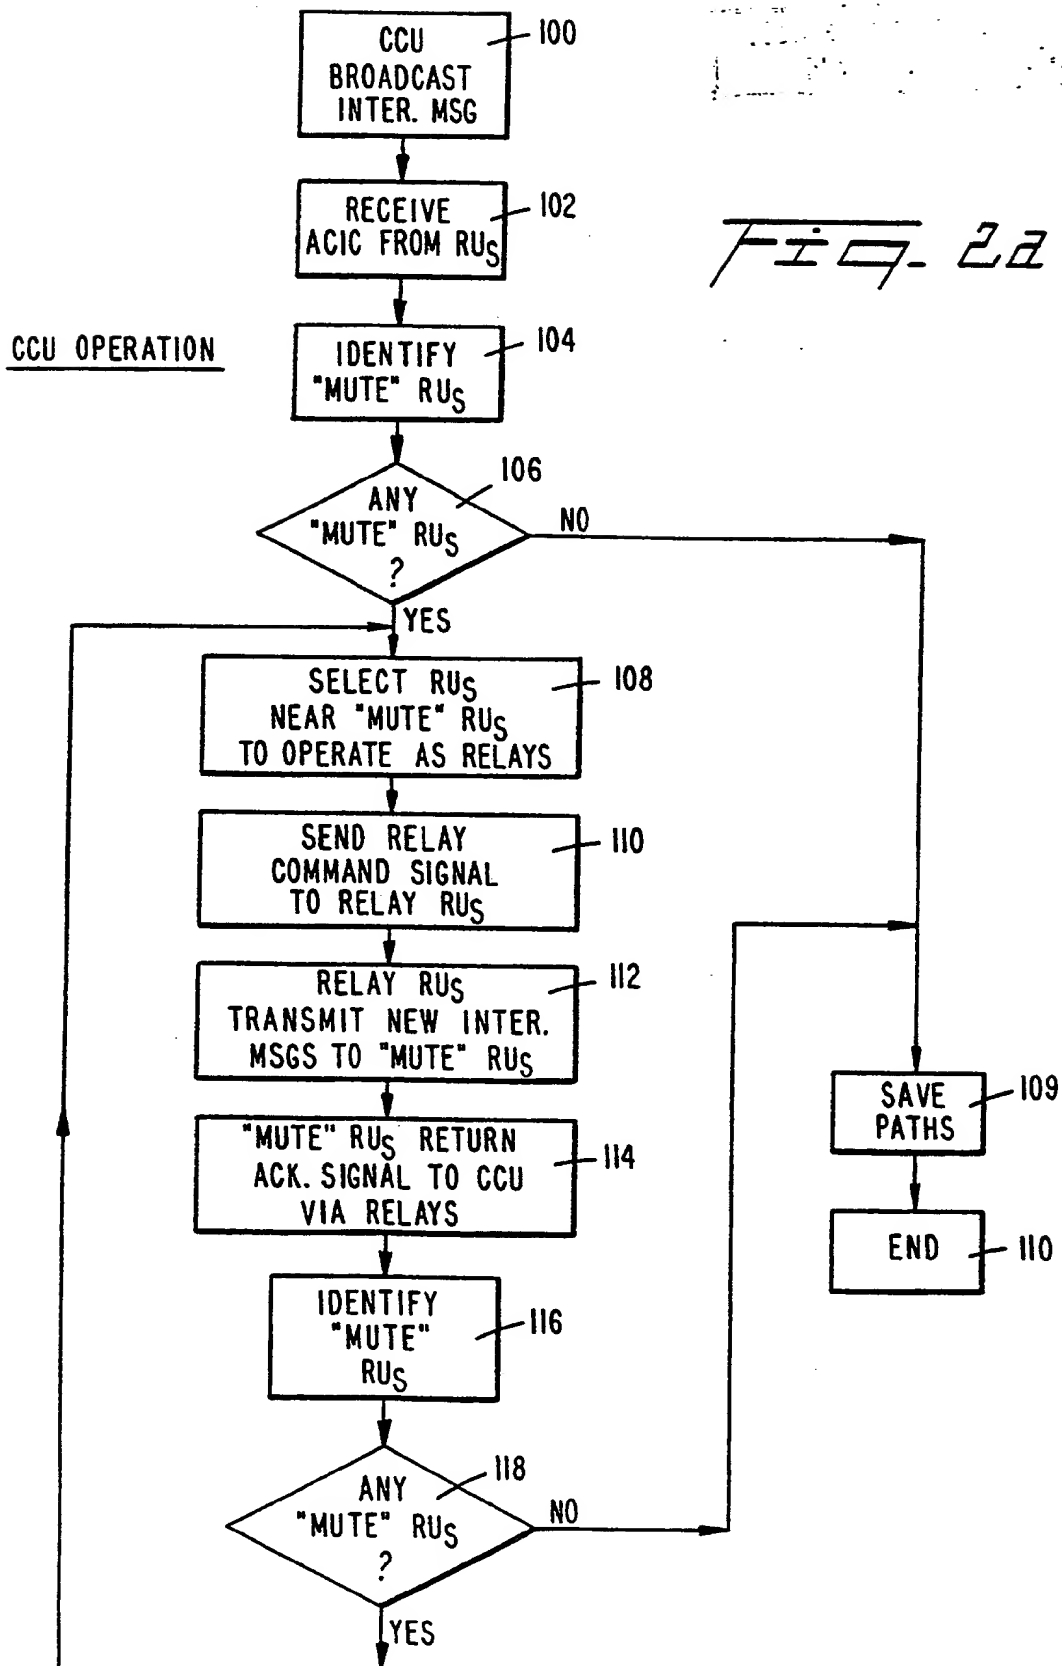 CCU
BROADCAST
INTER. MSG
100
RECEIVE
ACIC FROM RUS
102
Fig. 2a
CCU OPERATION
IDENTIFY
"MUTE" RUS
104
ANY
"MUTE" RUS
?
106
NO
YES
SELECT RUS
NEAR "MUTE" RUS
TO OPERATE AS RELAYS
108
SEND RELAY
COMMAND SIGNAL
TO RELAY RUS
110
RELAY RUS
TRANSMIT NEW INTER.
MSGS TO "MUTE" RUS
112
SAVE
PATHS
109
"MUTE" RUS RETURN
ACK. SIGNAL TO CCU
VIA RELAYS
114
END
110
IDENTIFY
"MUTE"
RUS
116
ANY
"MUTE" RUS
?
118
NO
YES